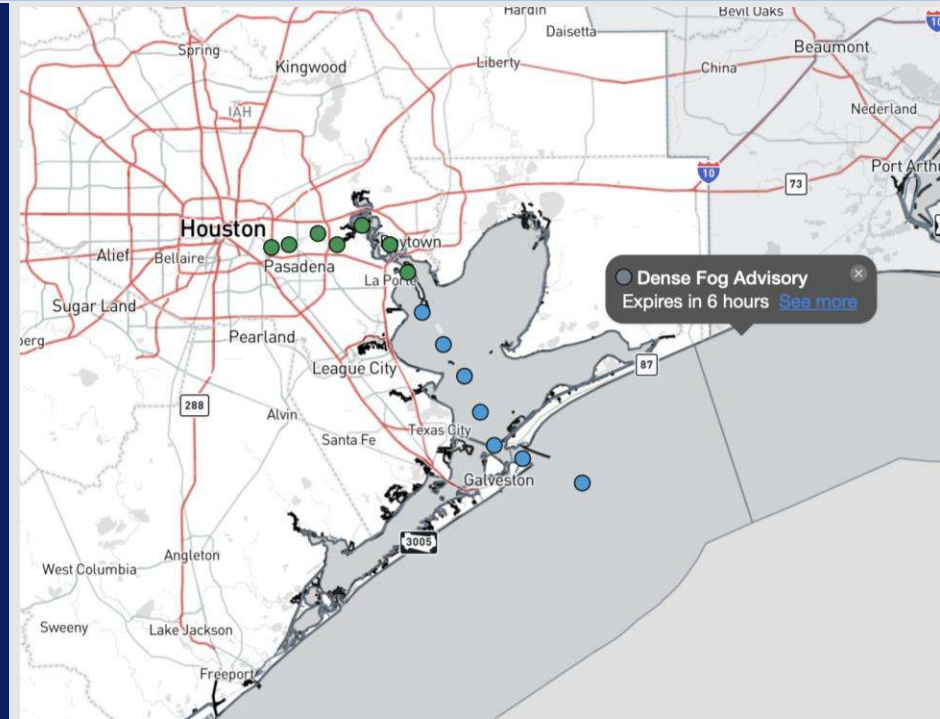 Hardin
Bevil Oaks
10
Daisetta
Spring
Kingwood
Liberty
China
Beaumont
IAH
Nederland
10
73
Port Arthu
Houston
Baytown
Alief
Bellaire
Pasadena
La Porte
Dense Fog Advisory
Expires in 6 hours See more
Sugar Land
berg
Pearland
League City
87
288
Alvin
Santa Fe
Texas City
Galveston
3005
Angleton
West Columbia
Sweeny
Lake Jackson
Freeport